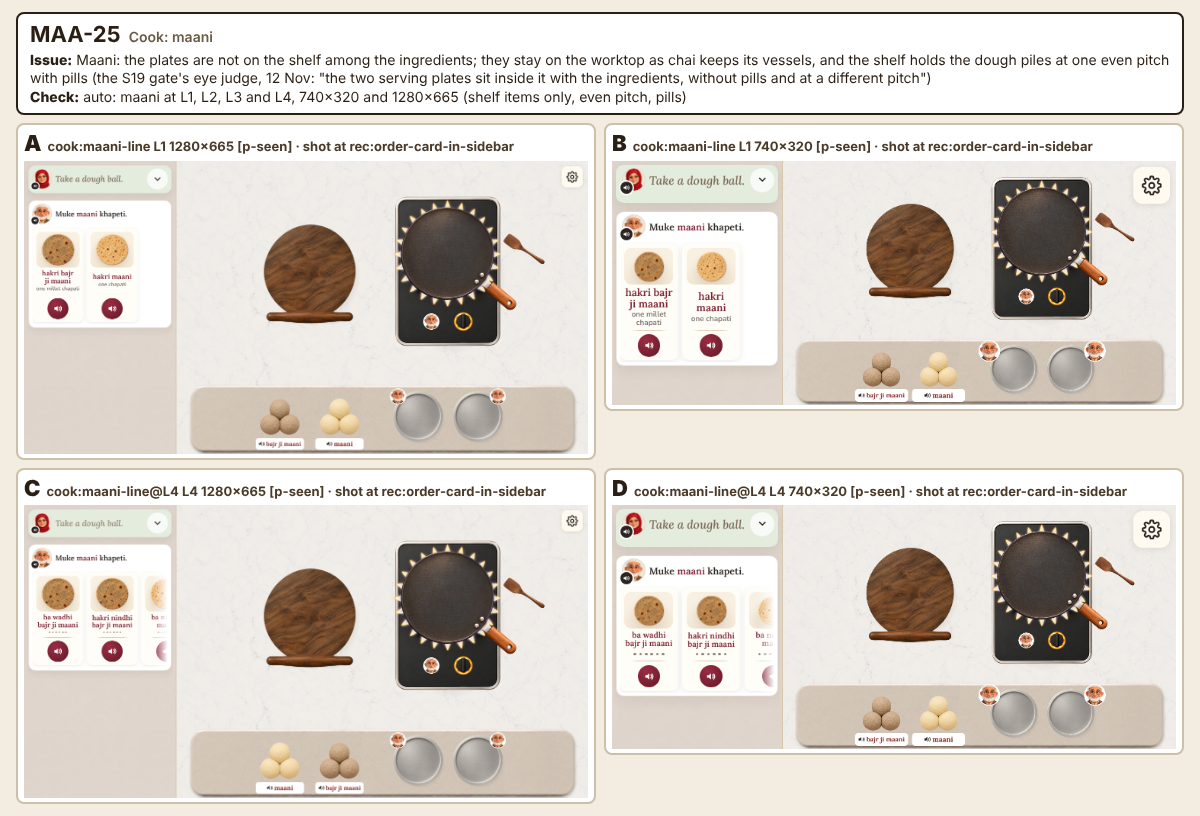 MAA-25 Cook: maani
Issue: Maani: the plates are not on the shelf among the ingredients; they stay on the worktop as chai keeps its vessels, and the shelf holds the dough piles at one even pitch
with pills (the S19 gate's eye judge, 12 Nov: "the two serving plates sit inside it with the ingredients, without pills and at a different pitch")
Check: auto: maani at L1, L2, L3 and L4, 740×320 and 1280×665 (shelf items only, even pitch, pills)
A cook:maani-line L1 1280×665 [p-seen] · shot at rec:order-card-in-sidebar
Take a dough ball.
Muke maani khapeti.
hakri bajr
ji maani
one millet chapati
hakri maani
one chapati
bajr ji maani
maani
B cook:maani-line L1 740×320 [p-seen] · shot at rec:order-card-in-sidebar
Take a dough ball.
Muke maani khapeti.
hakri bajr
ji maani
one millet
chapati
hakri
maani
one chapati
bajr ji maani
maani
C cook:maani-line@L4 L4 1280×665 [p-seen] · shot at rec:order-card-in-sidebar
Take a dough ball.
Muke maani khapeti.
ba wadhi
bajr ji maani
hakri nindhi
bajr ji maani
maani
bajr ji maani
D cook:maani-line@L4 L4 740×320 [p-seen] · shot at rec:order-card-in-sidebar
Take a dough ball.
Muke maani khapeti.
ba wadhi
bajr ji maani
hakri nindhi
bajr ji maani
bajr ji maani
maani